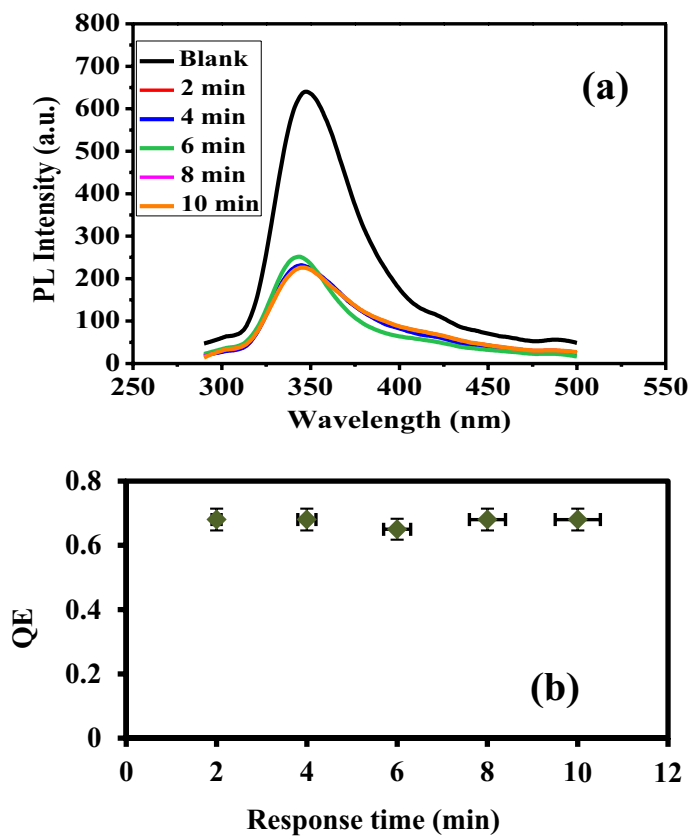 800
700
600
500
400
300
200
100
0
PL Intensity (a.u.)
Blank
2 min
4 min
6 min
8 min
10 min
(a)
250 300 350 400 450 500 550
Wavelength (nm)
0.8
0.6
0.4
0.2
0
QE
(b)
0 2 4 6 8 10 12
Response time (min)